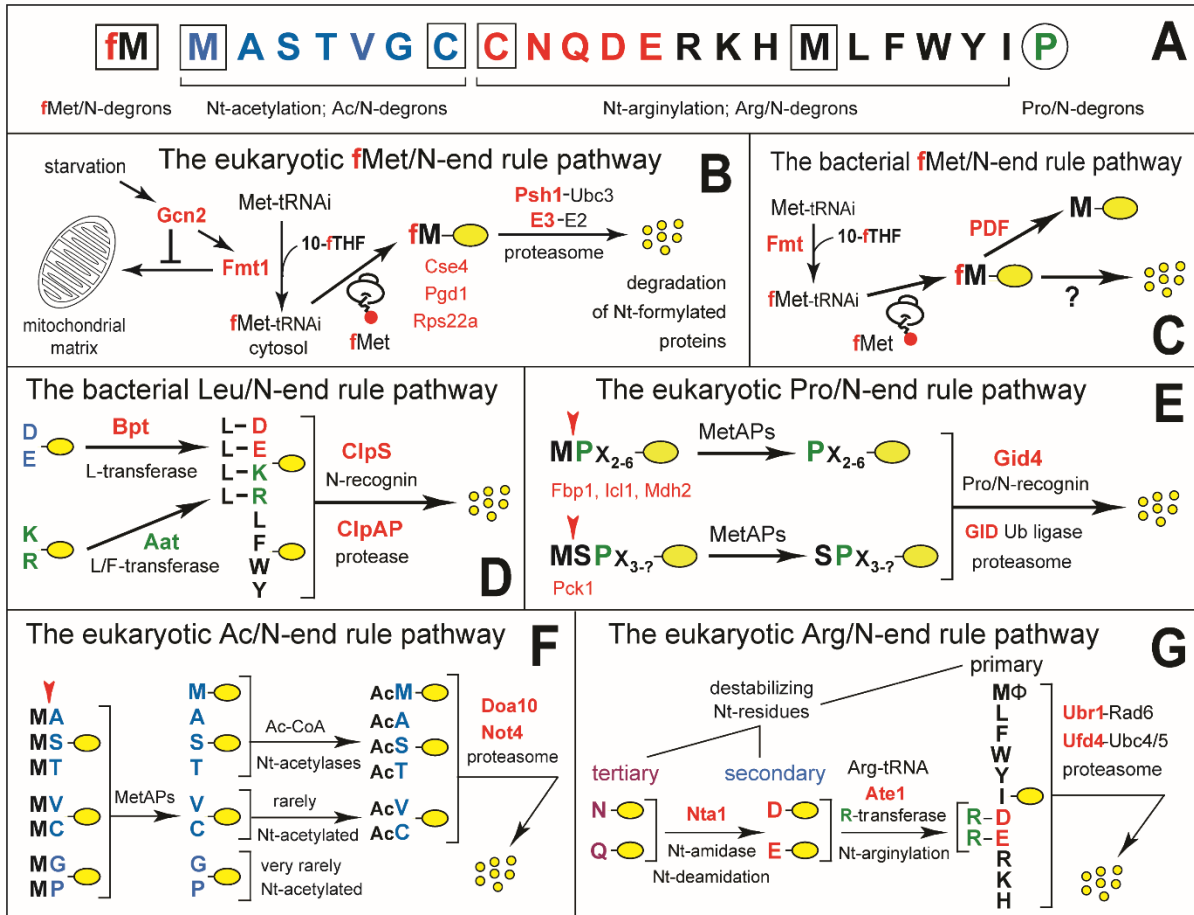 fM M A S T V G C C N Q D E R K H M L F W Y I P
A
fMet/N-degrons
Nt-acetylation; Ac/N-degrons
Nt-arginylation; Arg/N-degrons
Pro/N-degrons
The eukaryotic fMet/N-end rule pathway
B
starvation
Gcn2
Fmt1
mitochondrial
matrix
Met-tRNAi
10-fTHF
fMet-tRNAi
cytosol
fMet
fM
Cse4
Pgd1
Rps22a
Psh1-Ubc3
E3-E2
proteasome
degradation
of Nt-formylated
proteins
The bacterial fMet/N-end rule pathway
C
Met-tRNAi
Fmt
10-fTHF
fMet-tRNAi
fMet
fM
PDF
M
?
The bacterial Leu/N-end rule pathway
D
D
E
Bpt
L-transferase
K
R
Aat
L/F-transferase
L-D
L-E
L-K
L-R
L
F
W
Y
ClpS
N-recognin
ClpAP
protease
The eukaryotic Pro/N-end rule pathway
E
MPX2-6
MetAPs
PX2-6
Fbp1, Icl1, Mdh2
MSPX3-?
MetAPs
SPX3-?
Pck1
Gid4
Pro/N-recognin
GID Ub ligase
proteasome
The eukaryotic Ac/N-end rule pathway
F
MA
MS
MT
MV
MC
MG
MP
MetAPs
M
A
S
T
V
C
G
P
Ac-CoA
Nt-acetylases
rarely
Nt-acetylated
very rarely
Nt-acetylated
AcM
AcA
AcS
AcT
AcV
AcC
Doa10
Not4
proteasome
The eukaryotic Arg/N-end rule pathway
G
primary
destabilizing
Nt-residues
tertiary
secondary
N
Q
Nta1
Nt-amidase
Nt-deamidation
D
E
Arg-tRNA
Ate1
R-transferase
Nt-arginylation
MΦ
L
F
W
Y
I
R-D
R-E
R
K
H
Ubr1-Rad6
Ufd4-Ubc4/5
proteasome